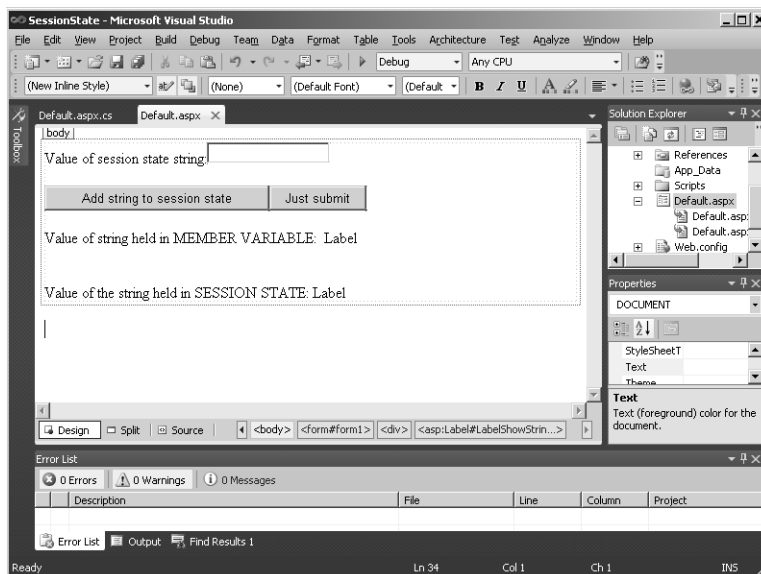 SessionState - Microsoft Visual Studio
File Edit View Project Build Debug Team Data Format Table Tools Architecture Test Analyze Window Help
Debug Any CPU
(New Inline Style) (None) (Default Font) (Default B I U A
Toolbox
Default.aspx.cs Default.aspx
body
Value of session state string:
Add string to session state Just submit
Value of string held in MEMBER VARIABLE: Label
Value of the string held in SESSION STATE: Label
Design Split Source <body> <form#form1> <div> <asp:Label#LabelShowStrin...>
Solution Explorer
References
App_Data
Scripts
Default.aspx
Default.asp
Default.asp
Web.config
Properties
DOCUMENT
StyleSheetT
Text
Theme
Text
Text (foreground) color for the
document.
Error List
0 Errors 0 Warnings 0 Messages
Description File Line Column Project
Error List Output Find Results 1
Ready Ln 34 Col 1 Ch 1 INS